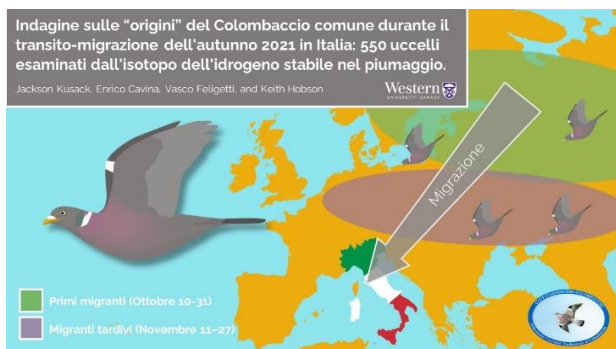 Indagine sulle “origini” del Colombaccio comune durante il
transito-migrazione dell'autunno 2021 in Italia: 550 uccelli
esaminati dall'isotopo dell'idrogeno stabile nel piumaggio.
Jackson Kusack, Enrico Cavina, Vasco Feligetti, and Keith Hobson
Western
UNIVERSITY · CANADA
Migrazione
Primi migranti (Ottobre 10-31)
Migranti tardivi (Novembre 11–27)